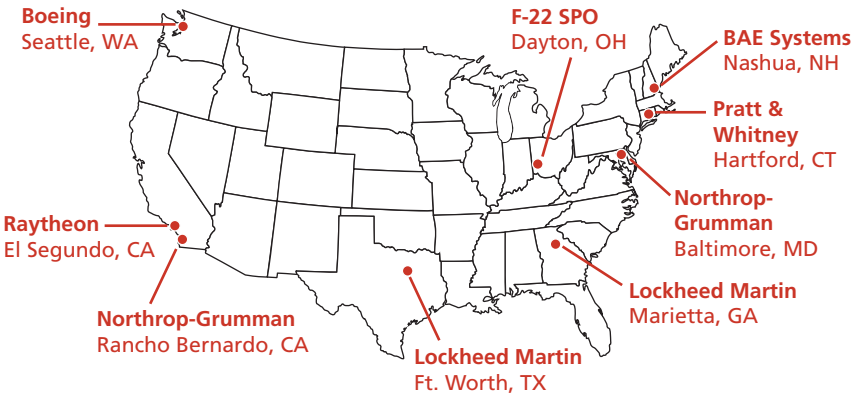 Boeing
Seattle, WA
F-22 SPO
Dayton, OH
BAE Systems
Nashua, NH
Pratt &
Whitney
Hartford, CT
Northrop-
Grumman
Baltimore, MD
Raytheon
El Segundo, CA
Lockheed Martin
Marietta, GA
Northrop-Grumman
Rancho Bernardo, CA
Lockheed Martin
Ft. Worth, TX